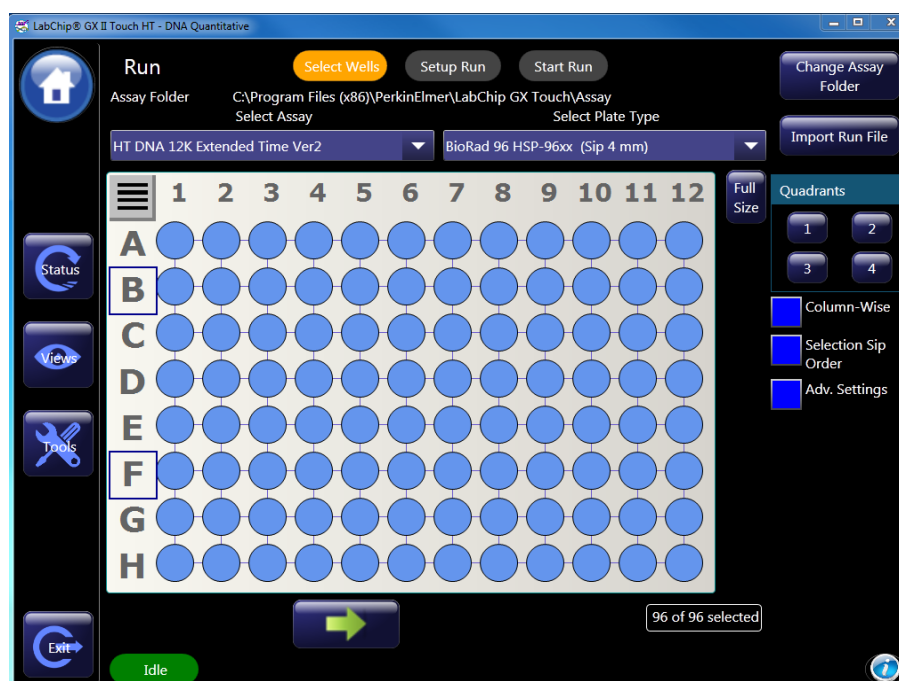 LabChip® GX II Touch HT - DNA Quantitative
Run
Select Wells
Setup Run
Start Run
Change Assay
Folder
Assay Folder
C:\Program Files (x86)\PerkinElmer\LabChip GX Touch\Assay
Select Assay
Select Plate Type
HT DNA 12K Extended Time Ver2
BioRad 96 HSP-96xx (Sip 4 mm)
Import Run File
1 2 3 4 5 6 7 8 9 10 11 12
Full
Size
Quadrants
1 2
3 4
A
B
C
D
E
F
G
H
Status
Views
Tools
Exit
Column-Wise
Selection Sip
Order
Adv. Settings
96 of 96 selected
Idle
i